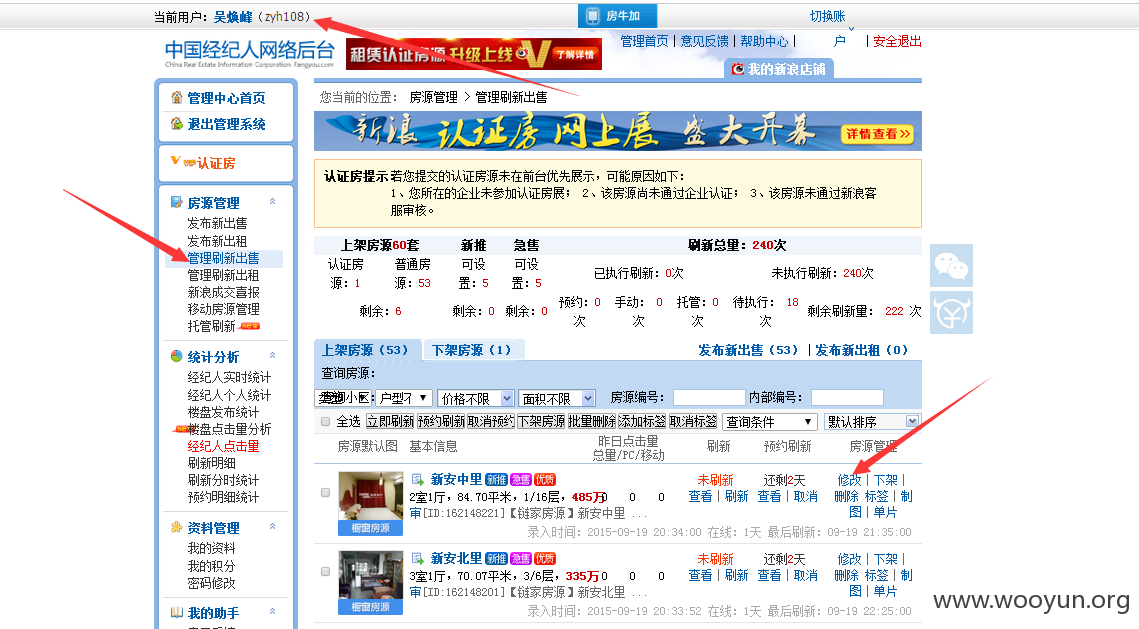 当前用户：吴焕峰（zyh108）
房牛加
切换账户
中国经纪人网络后台
China Real Estate Information Corporation. Fangyou.com
租赁认证房源 升级上线 V 了解详情
管理首页 | 意见反馈 | 帮助中心 |
| 安全退出
我的新浪店铺
管理中心首页
退出管理系统
VIP认证房
房源管理
发布新出售
发布新出租
管理刷新出售
管理刷新出租
新浪成交喜报
移动房源管理
托管刷新 NEW
统计分析
经纪人实时统计
经纪人个人统计
楼盘发布统计
楼盘点击量分析
经纪人点击量
刷新明细
刷新分时统计
预约明细统计
资料管理
我的资料
我的积分
密码修改
我的助手
您当前的位置： 房源管理 > 管理刷新出售
新浪 认证房 网上展 盛大开幕 详情查看>>
认证房提示 若您提交的认证房源未在前台优先展示，可能原因如下：
1、您所在的企业未参加认证房展； 2、该房源尚未通过企业认证； 3、该房源未通过新浪客
服审核。
上架房源60套 新推 急售 刷新总量：240次
认证房源：1 普通房源：53 可设置：5 可设置：5 已执行刷新：0次 未执行刷新：240次
剩余：6 剩余：0 剩余：0 预约：0次 手动：0次 托管：0次 待执行：18次 剩余刷新量：222 次
上架房源（53） 下架房源（1） 发布新出售（53） | 发布新出租（0）
查询房源：
户型不 价格不限 面积不限 房源编号： 内部编号：
全选 立即刷新 预约刷新 取消预约 下架房源 批量删除 添加标签 取消标签 查询条件 默认排序
房源默认图 基本信息 昨日点击量 刷新 预约刷新 房源管理
总量/PC/移动
新安中里 新推 急售 优质 未刷新 还剩2天 修改 | 下架 |
2室1厅，84.70平米，1/16层，485万 0 0 0 查看 | 刷新 查看 | 取消 删除 标签 | 制
审[ID:162148221]【链家房源】新安中里 ... 图 | 单片
橱窗房源
录入时间：2015-09-19 20:34:00 在线：1天 最后刷新：09-19 21:35:00
新安北里 新推 急售 优质 未刷新 还剩2天 修改 | 下架 |
3室1厅，70.07平米，3/6层，335万 0 0 0 查看 | 刷新 查看 | 取消 删除 标签 | 制
审[ID:162148201]【链家房源】新安北里 ... 图 | 单片
橱窗房源
录入时间：2015-09-19 20:33:52 在线：1天 最后刷新：09-19 22:25:00
www.wooyun.org